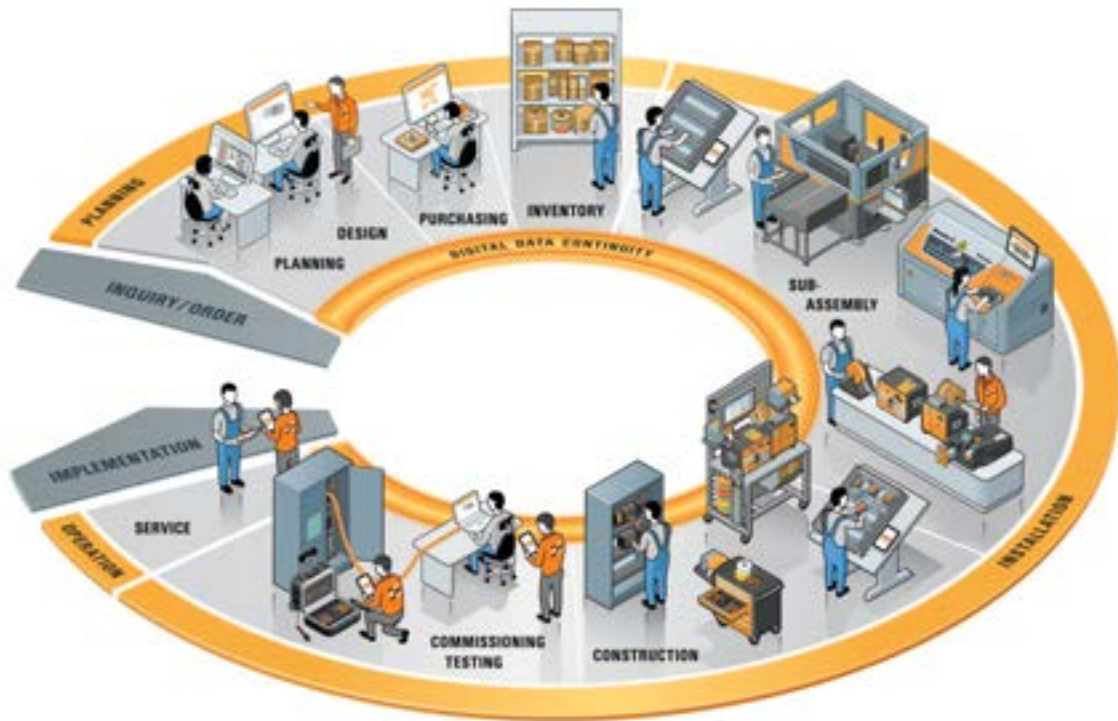 PLANNING
INQUIRY/ORDER
PLANNING
DESIGN
PURCHASING
INVENTORY
DIGITAL DATA CONTINUITY
SUB-
ASSEMBLY
INSTALLATION
CONSTRUCTION
COMMISSIONING
TESTING
SERVICE
OPERATION
IMPLEMENTATION